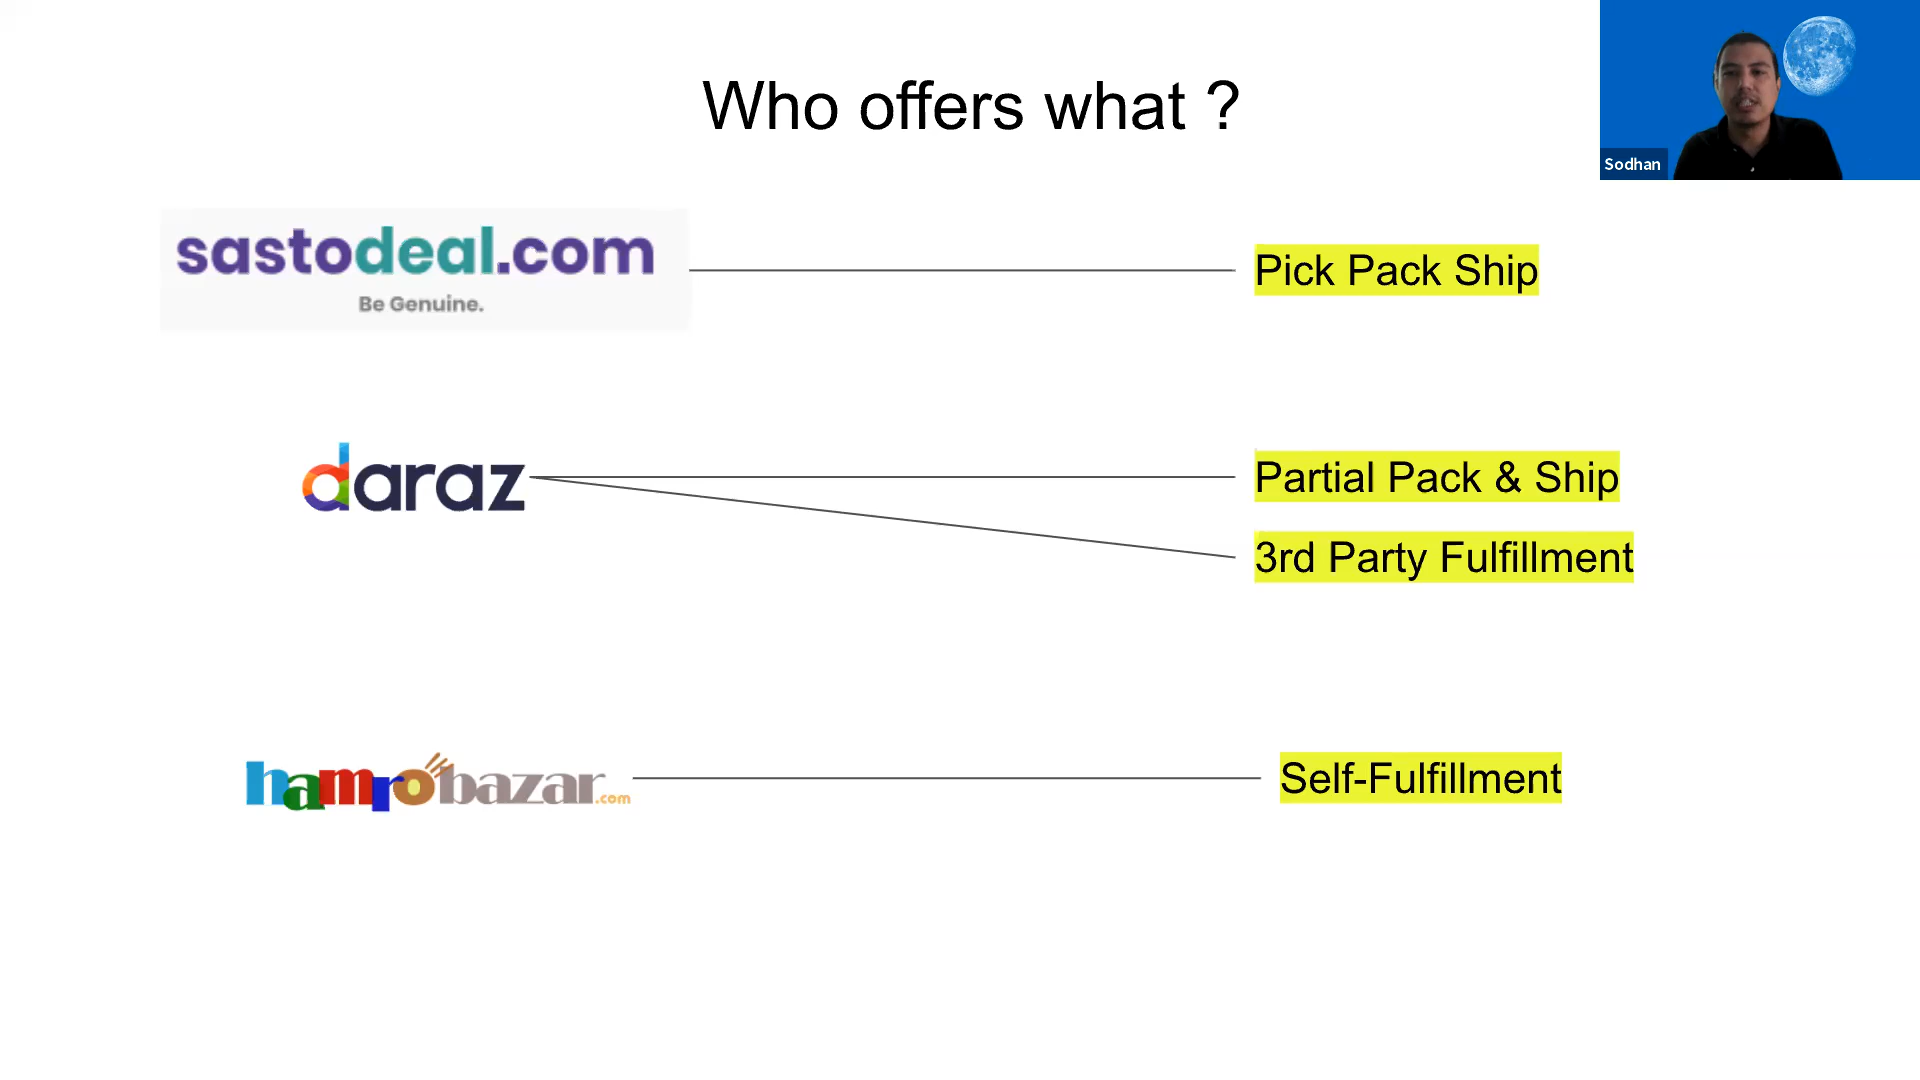 Who offers what ?
Sodhan
sastodeal.com
Be Genuine.
Pick Pack Ship
daraz
Partial Pack & Ship
3rd Party Fulfillment
hamrobazar.com
Self-Fulfillment